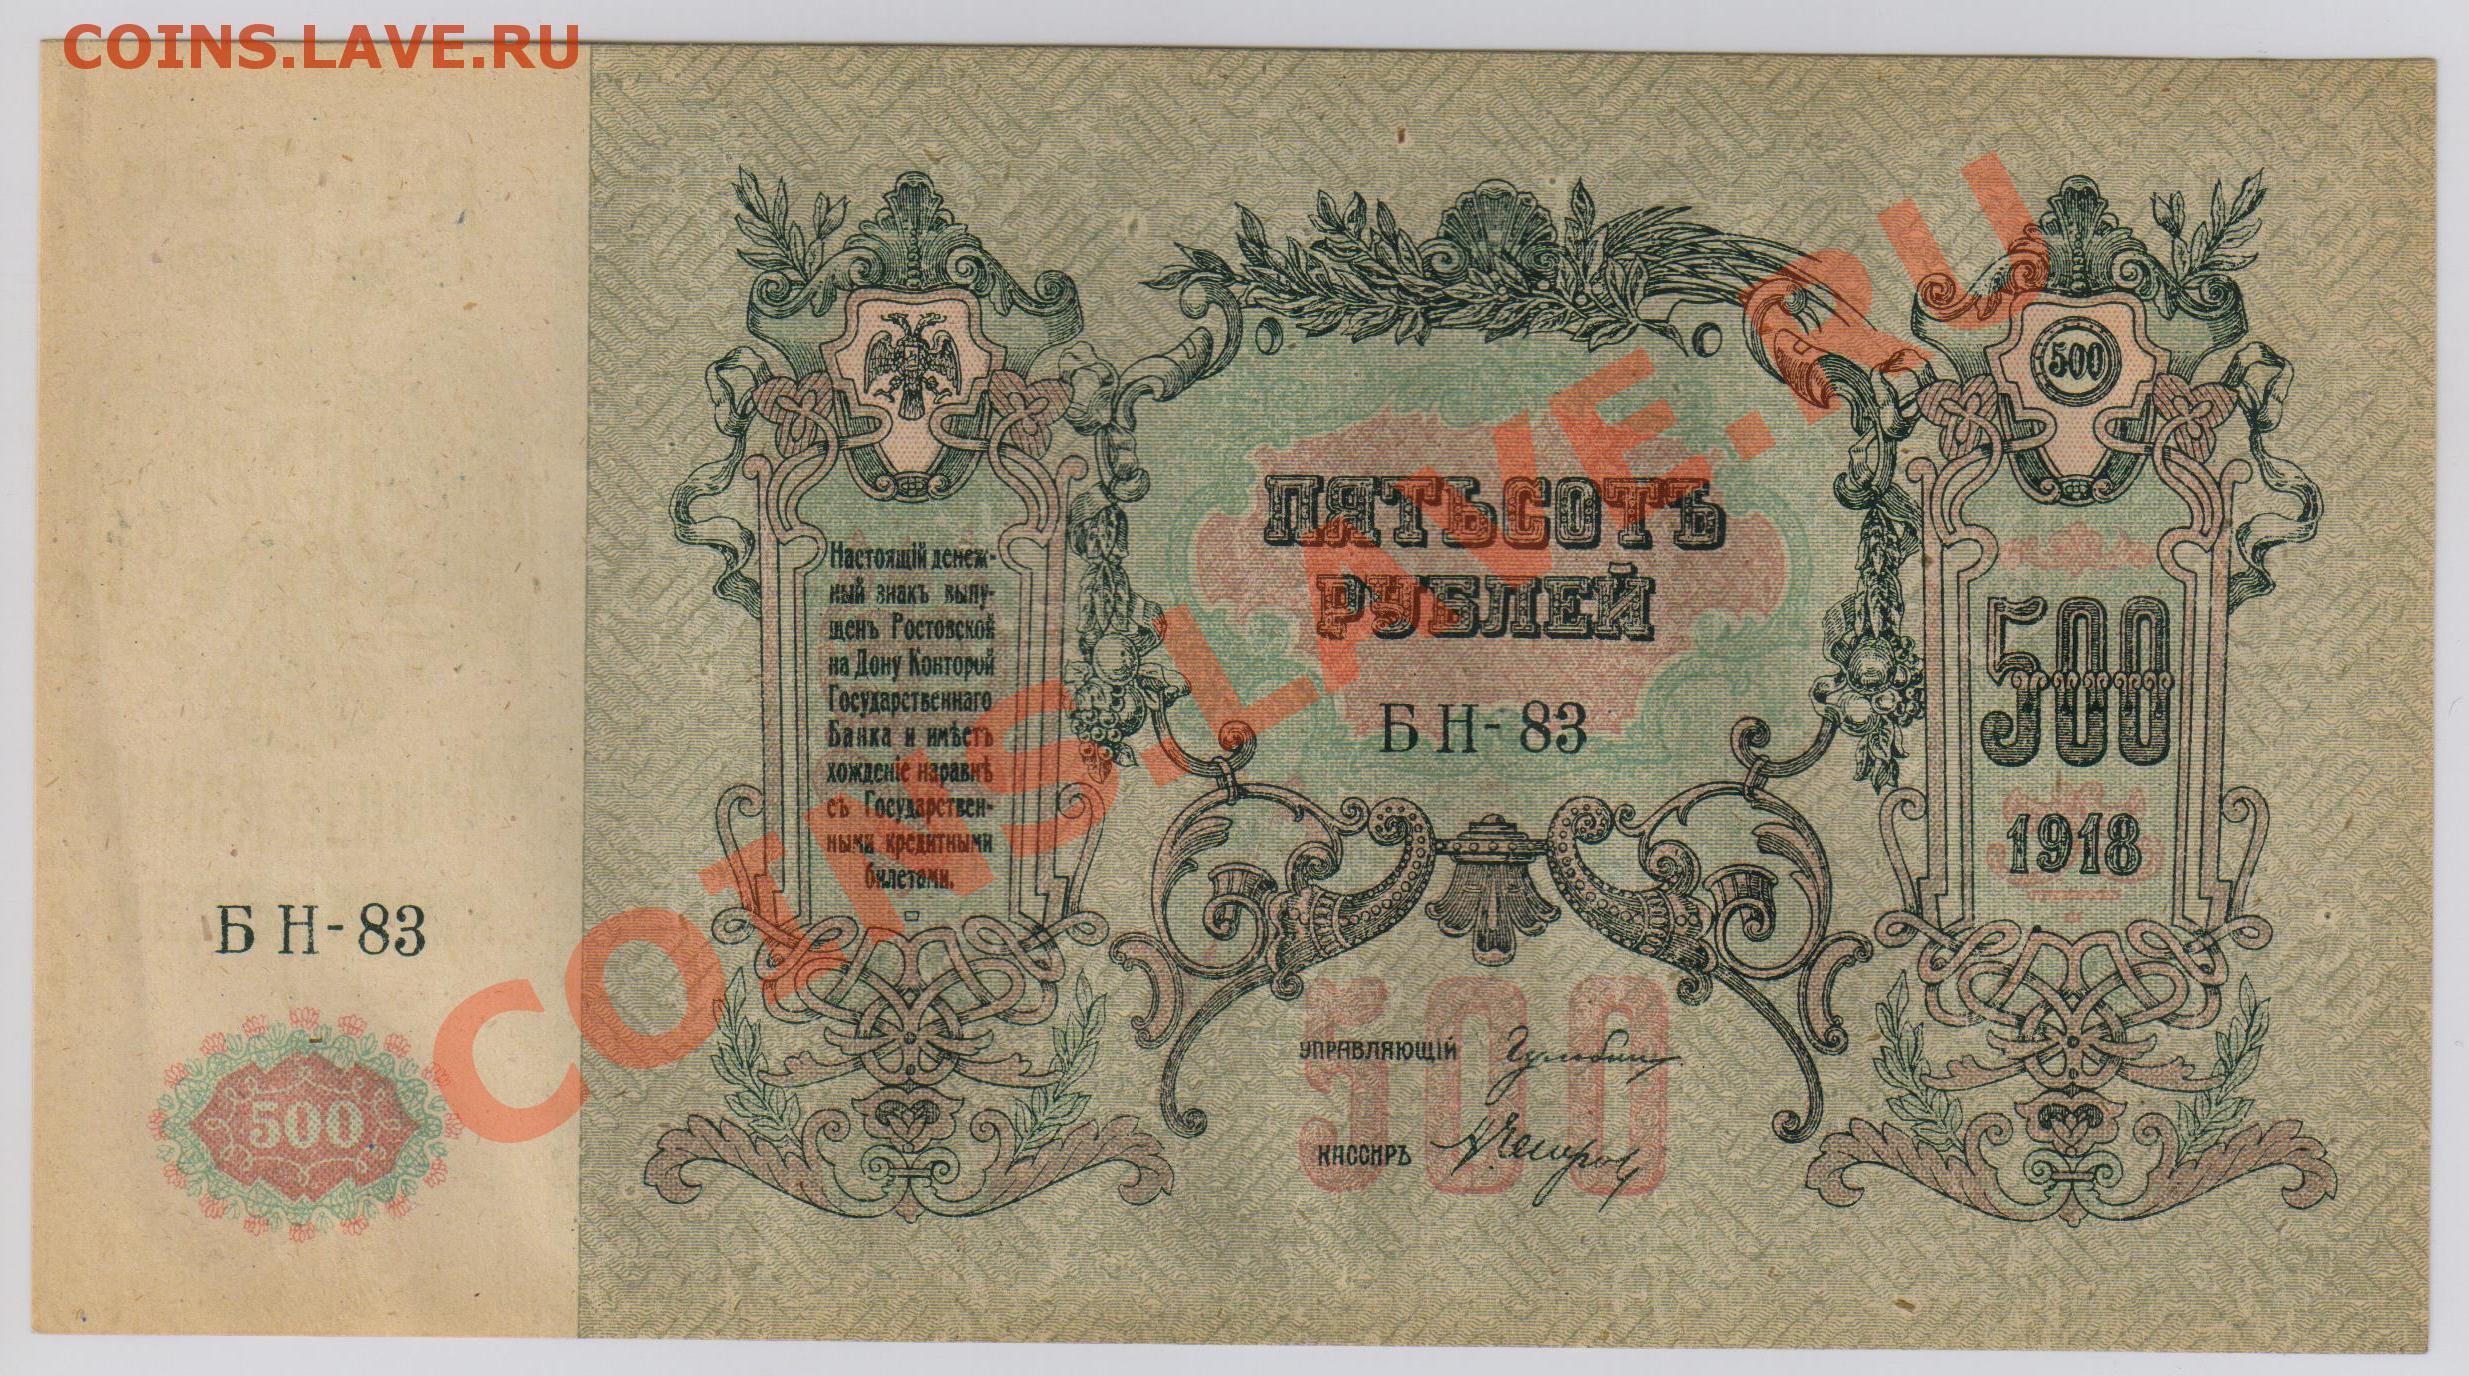 COINS.LAVE.RU
COINS.LAVE.RU
500
ПЯТЬСОТЪ
РУБЛЕЙ
БН-83
Настоящій денеж-
ный знакъ выпу-
щенъ Ростовской
на Дону Конторой
Государственнаго
Банка и имѣетъ
хожденіе наравнѣ
съ Государствен-
ными кредитными
билетами.
500
1918
БН-83
500
500
УПРАВЛЯЮЩІЙ
КАССИРЪ